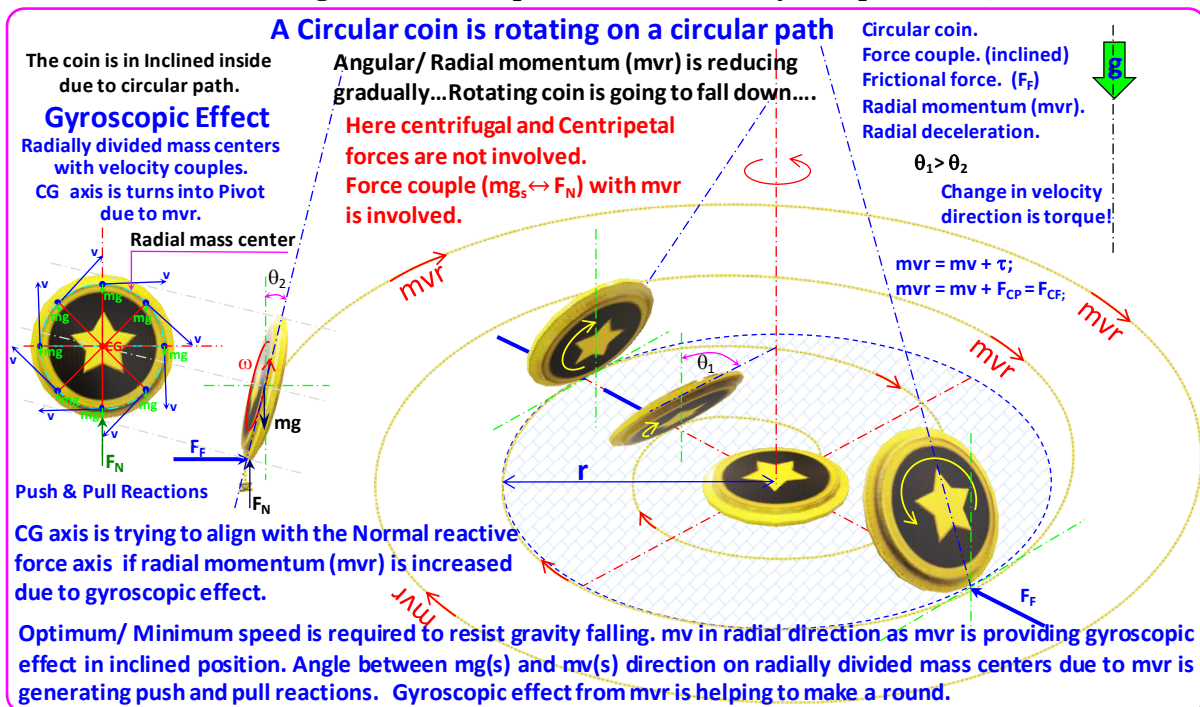 A Circular coin is rotating on a circular path
The coin is in Inclined inside
due to circular path.
Gyroscopic Effect
Radially divided mass centers
with velocity couples.
CG axis is turns into Pivot
due to mvr.
Radial mass center
Angular/ Radial momentum (mvr) is reducing
gradually...Rotating coin is going to fall down....
Here centrifugal and Centripetal
forces are not involved.
Force couple (mgs ↔ FN) with mvr
is involved.
Circular coin.
Force couple. (inclined)
Frictional force. (FF)
Radial momentum (mvr).
Radial deceleration.
g
θ1> θ2
Change in velocity
direction is torque!
mvr = mv + τ;
mvr = mv + FCP = FCF;
v
v
v
v
v
v
v
v
mg
mg
mg
mg
mg
mg
mg
mg
CG
FN
θ2
ω
mg
FF
FN
Push & Pull Reactions
mvr
mvr
mvr
mvr
θ1
r
FF
CG axis is trying to align with the Normal reactive
force axis if radial momentum (mvr) is increased
due to gyroscopic effect.
Optimum/ Minimum speed is required to resist gravity falling. mv in radial direction as mvr is providing gyroscopic
effect in inclined position. Angle between mg(s) and mv(s) direction on radially divided mass centers due to mvr is
generating push and pull reactions. Gyroscopic effect from mvr is helping to make a round.